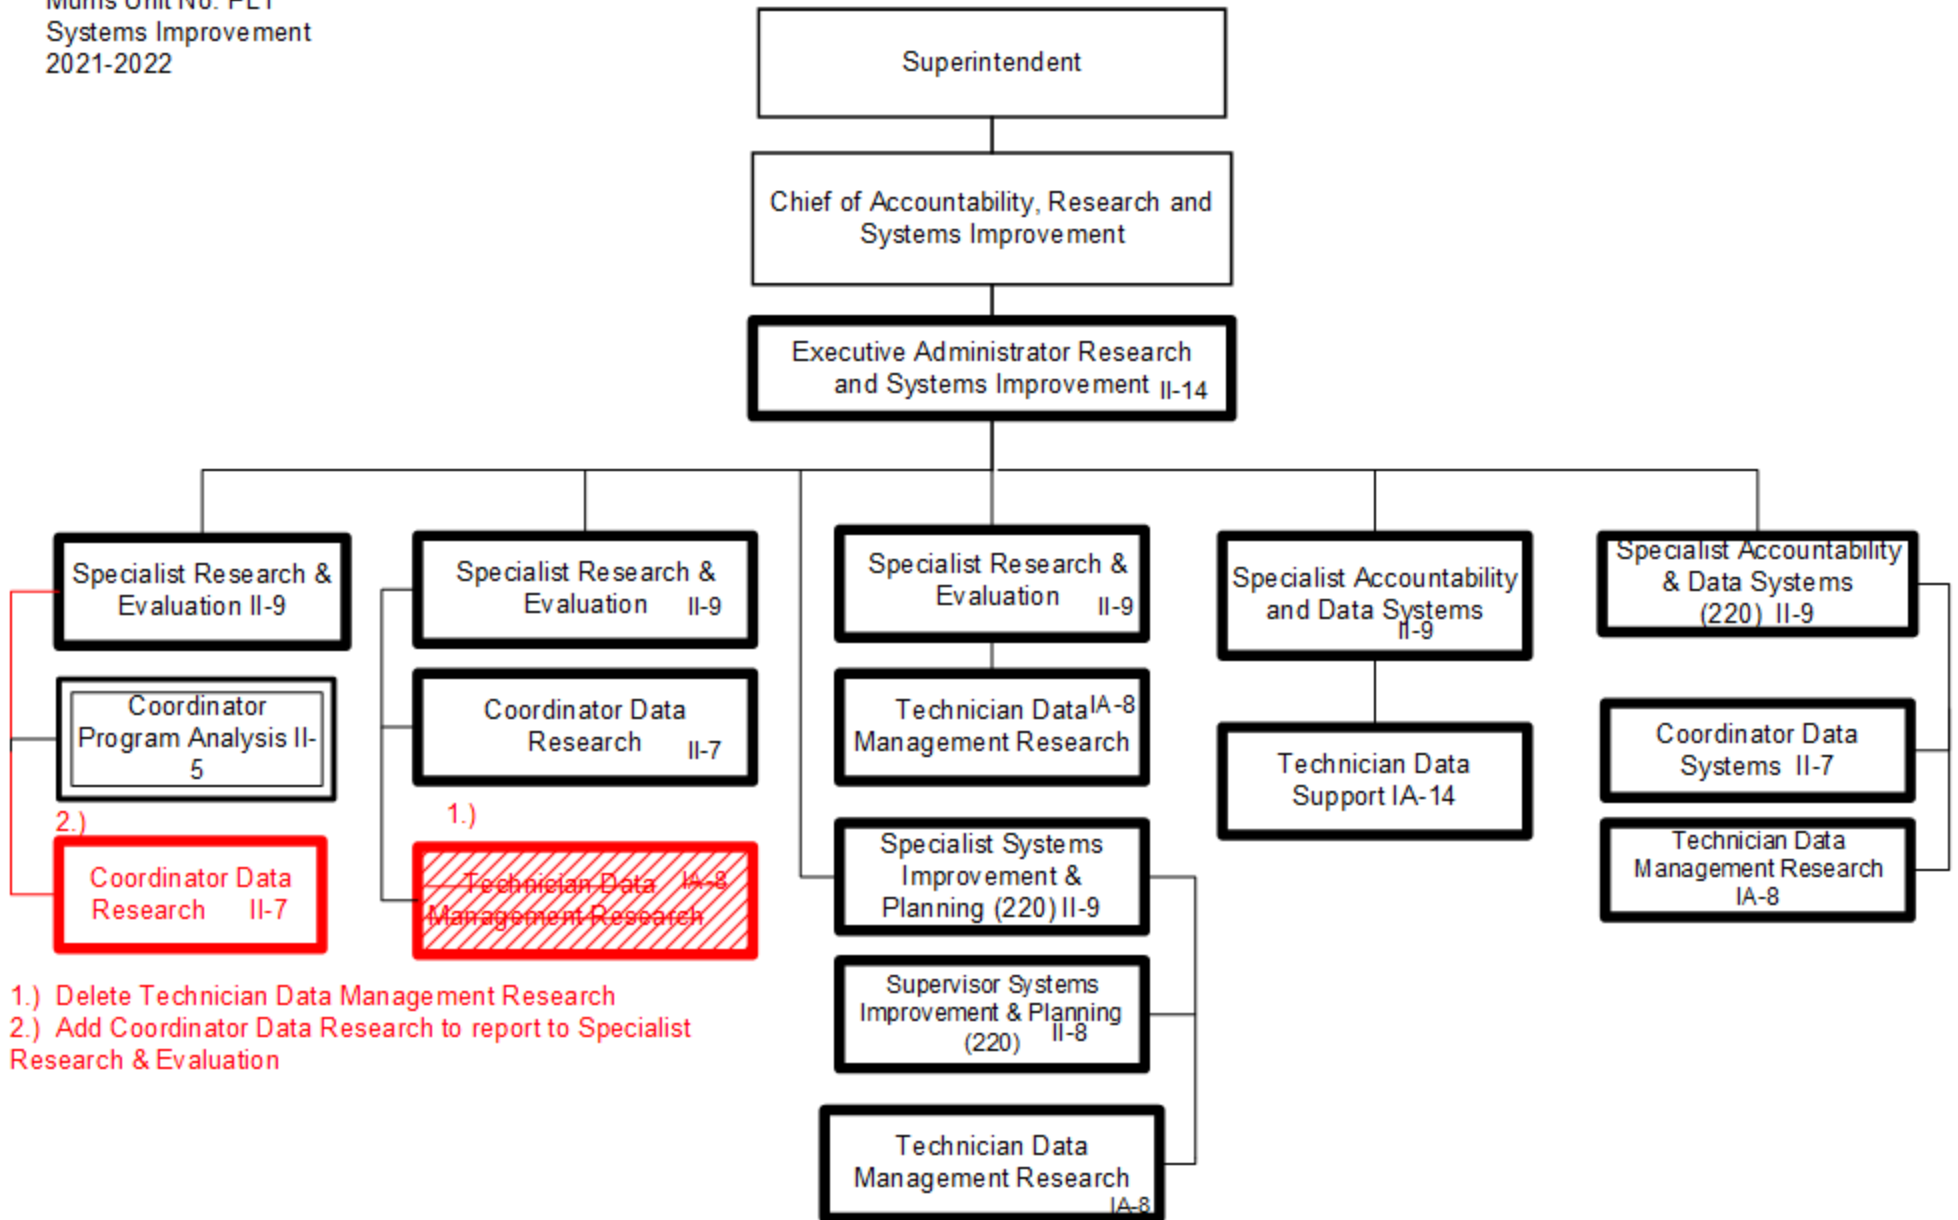 Systems Improvement
2021-2022
Superintendent
Chief of Accountability, Research and
Systems Improvement
Executive Administrator Research
and Systems Improvement II-14
Specialist Research &
Evaluation II-9
Coordinator
Program Analysis II-
5
2.)
Coordinator Data
Research II-7
Specialist Research &
Evaluation II-9
Coordinator Data
Research II-7
1.)
Technician Data IA-8
Management Research
Specialist Research &
Evaluation II-9
Technician Data IA-8
Management Research
Specialist Systems
Improvement &
Planning (220) II-9
Supervisor Systems
Improvement & Planning
(220) II-8
Technician Data
Management Research
IA-8
Specialist Accountability
and Data Systems
II-9
Technician Data
Support IA-14
Specialist Accountability
& Data Systems
(220) II-9
Coordinator Data
Systems II-7
Technician Data
Management Research
IA-8
1.) Delete Technician Data Management Research
2.) Add Coordinator Data Research to report to Specialist
Research & Evaluation